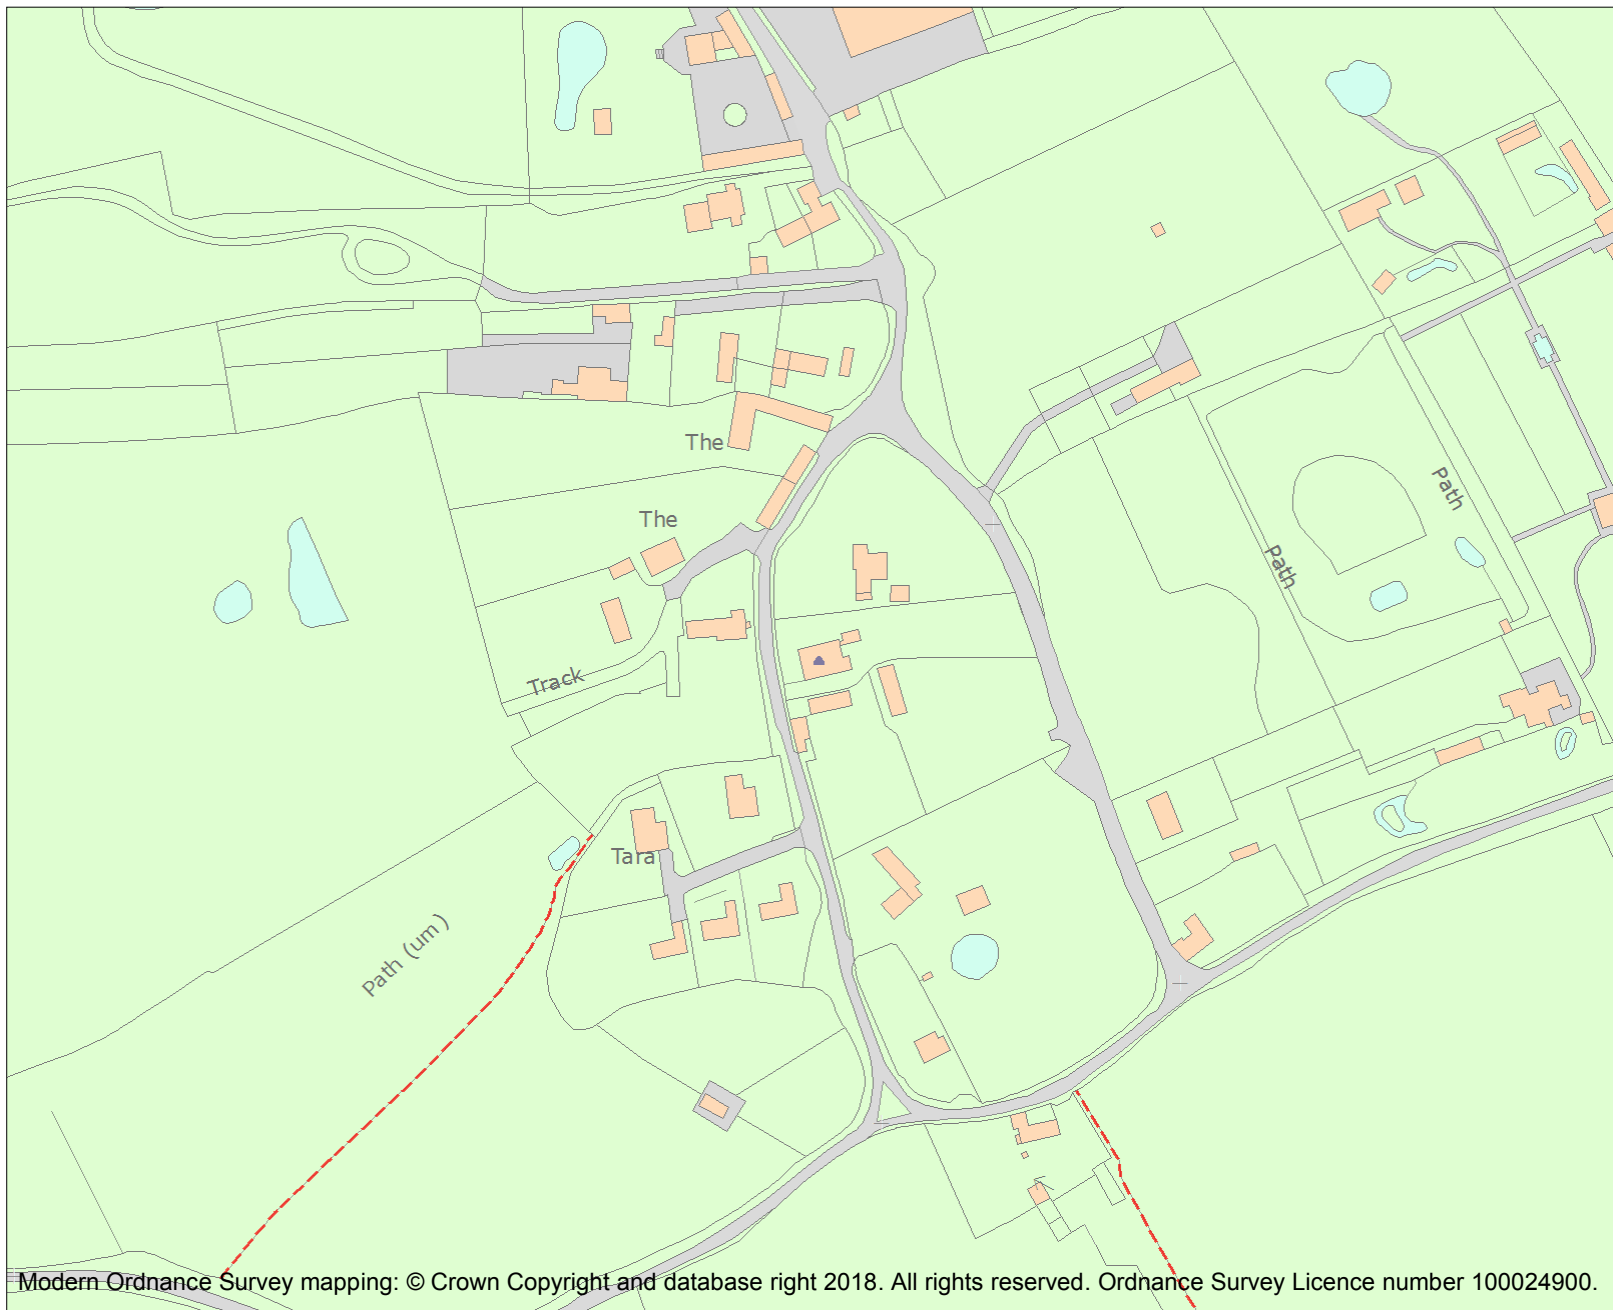 The
Path
The
Path
Track
Tara
Path (um )
Modern Ordnance Survey mapping: © Crown Copyright and database right 2018. All rights reserved. Ordnance Survey Licence number 100024900.